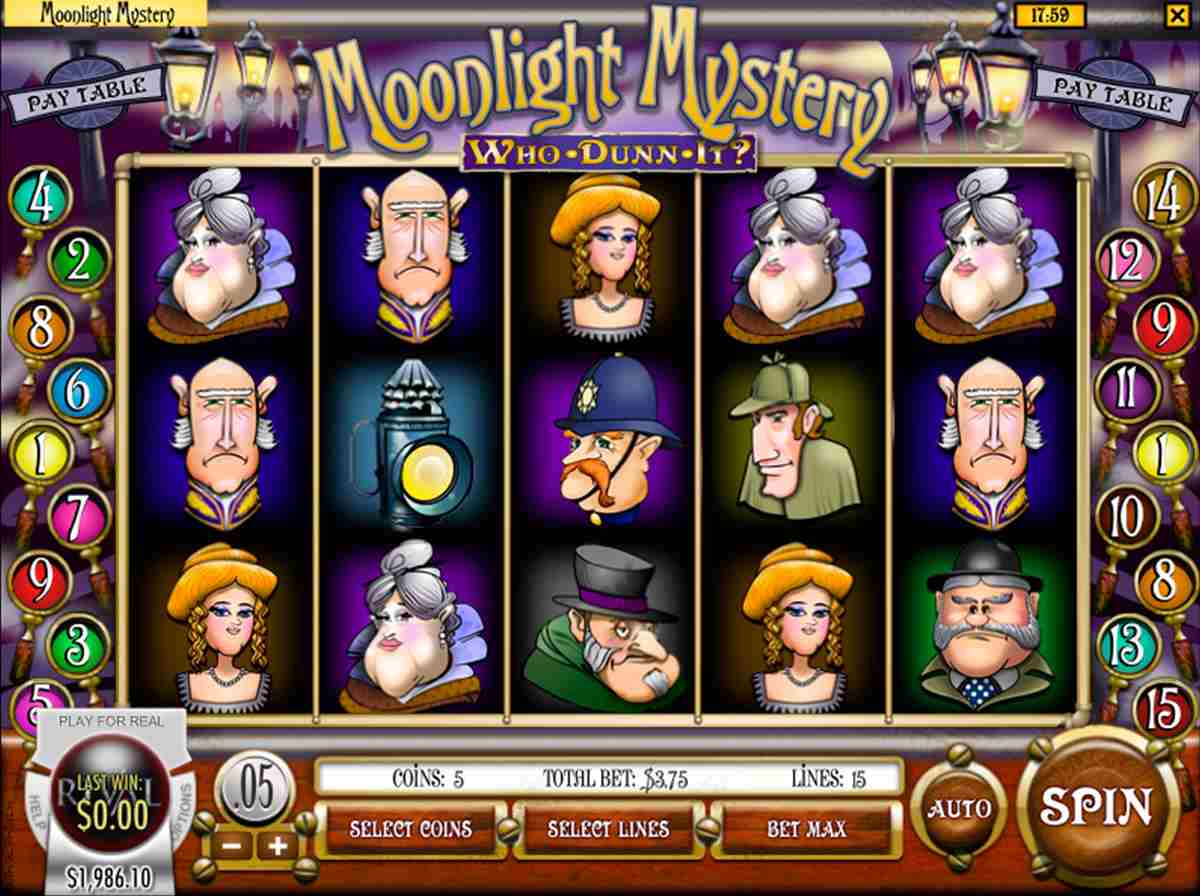 Moonlight Mystery
17:59
X
PAY TABLE
Moonlight Mystery
PAY TABLE
WHO•DUNN•IT?
4
2
8
6
1
7
9
3
5
14
12
9
11
1
10
8
13
15
PLAY FOR REAL
HELP
OPTIONS
RIVAL
LAST WIN:
$0.00
$1,986.10
.05
- +
COINS: 5 TOTAL BET: $3.75 LINES: 15
SELECT COINS SELECT LINES BET MAX
AUTO
SPIN